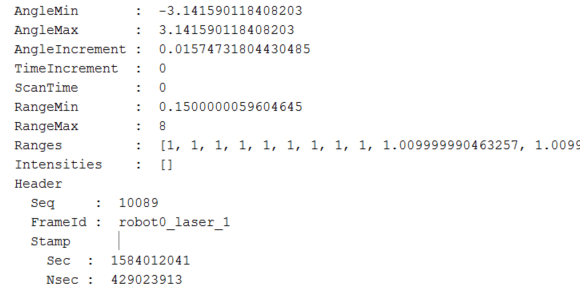 AngleMin : -3.141590118408203
AngleMax : 3.141590118408203
AngleIncrement : 0.01574731804430485
TimeIncrement : 0
ScanTime : 0
RangeMin : 0.1500000059604645
RangeMax : 8
Ranges : [1, 1, 1, 1, 1, 1, 1, 1, 1, 1.009999990463257, 1.0099
Intensities : []
Header
Seq : 10089
FrameId : robot0_laser_1
Stamp
Sec : 1584012041
Nsec : 429023913